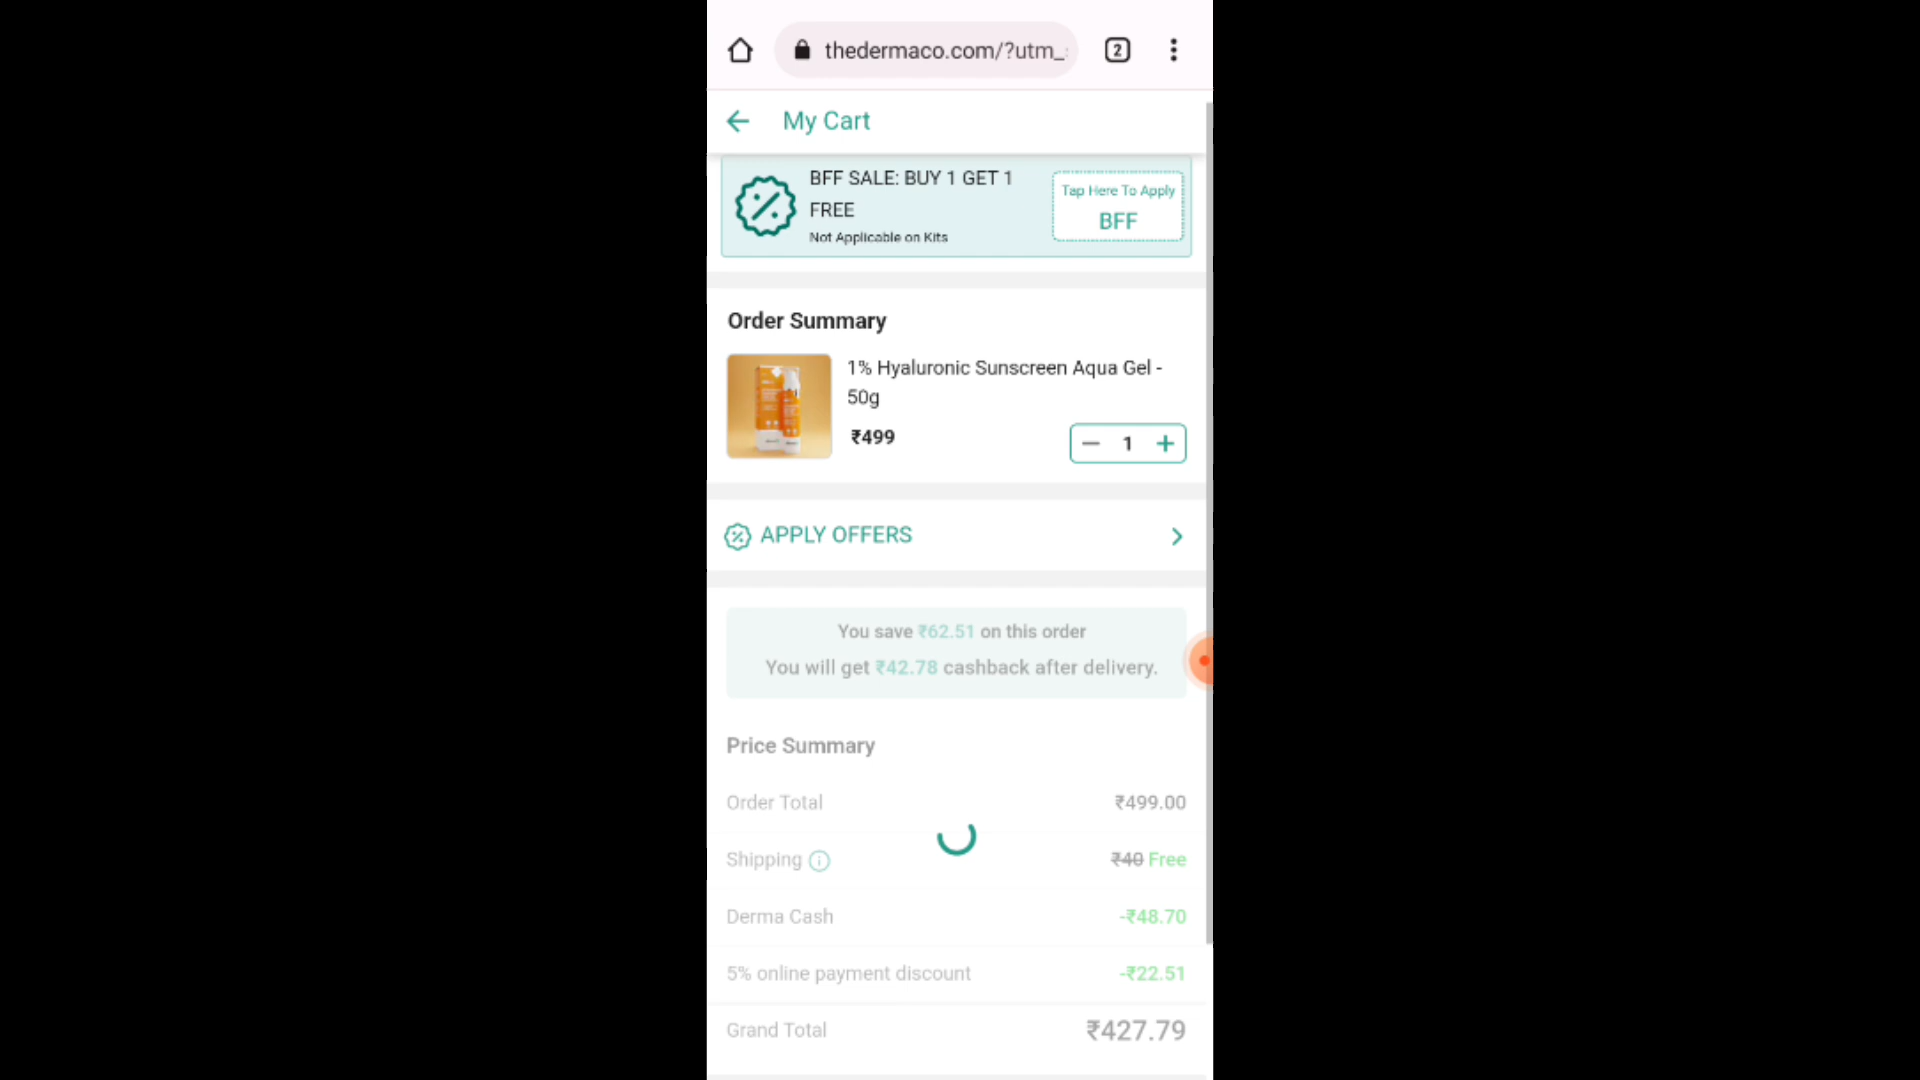 thedermaco.com/?utm_
2
My Cart
BFF SALE: BUY 1 GET 1
FREE
Not Applicable on Kits
Tap Here To Apply
BFF
Order Summary
1% Hyaluronic Sunscreen Aqua Gel -
50g
₹499
1
APPLY OFFERS
You save ₹62.51 on this order
You will get ₹42.78 cashback after delivery.
Price Summary
Order Total ₹499.00
Shipping ₹40 Free
Derma Cash -₹48.70
5% online payment discount -₹22.51
Grand Total ₹427.79